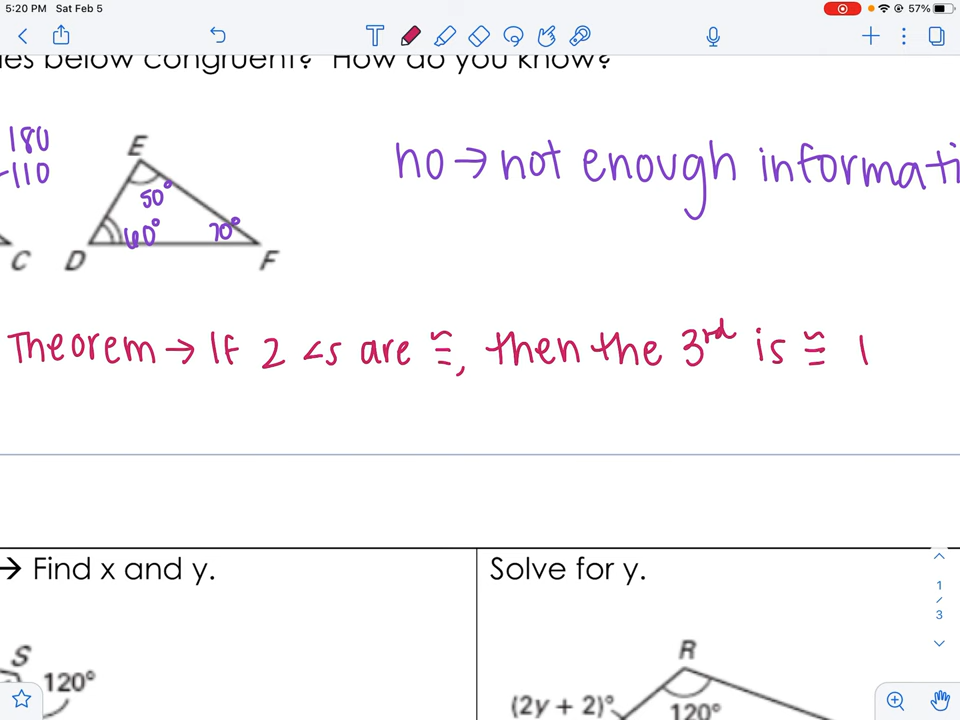 5:20 PM Sat Feb 5
57%
T
les below congruent? How do you know?
180
-110
E
50°
60°
70°
C
D
F
no → not enough informati
Theorem → If 2 <s are ≅, then the 3rd is ≅
1
/
3
→ Find x and y.
Solve for y.
S
120°
R
(2y + 2)°
120°